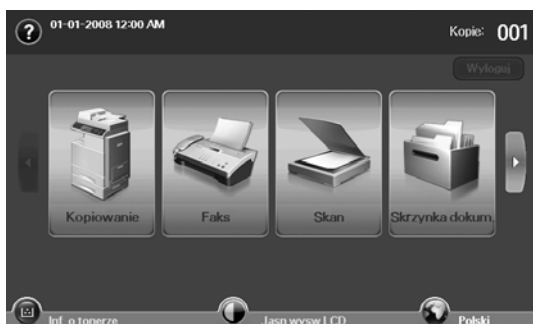 ? 01-01-2008 12:00 AM Kopie: 001
Wyloguj
Kopiowanie Faks Skan Skrzynka dokum.
Inf. o tonerze Jasn wysw LCD Polski